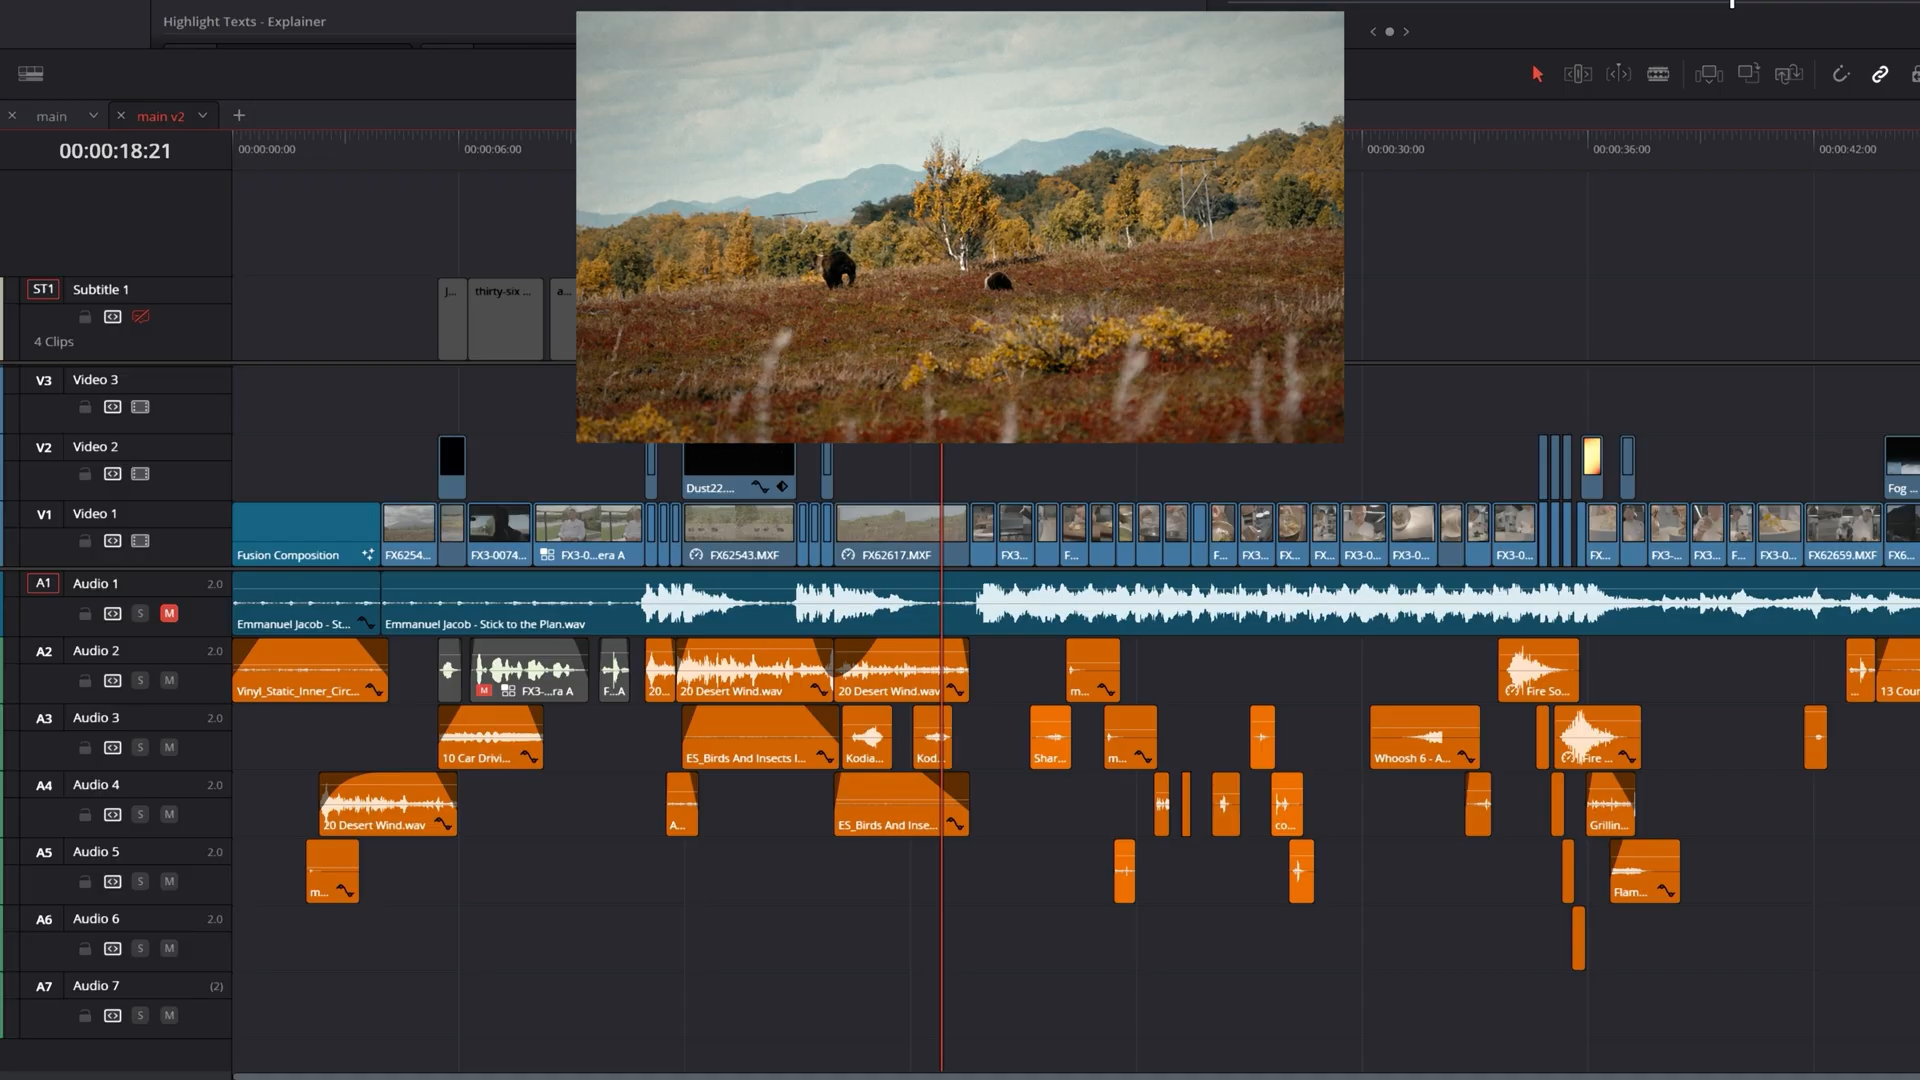 Highlight Texts - Explainer
main
main v2
00:00:18:21
00:00:00:00
00:00:06:00
00:00:30:00
00:00:36:00
00:00:42:00
ST1 Subtitle 1
4 Clips
J...
thirty-six ...
a...
V3 Video 3
V2 Video 2
Dust22....
Fog ...
V1 Video 1
Fusion Composition
FX6254...
FX3-0074...
FX3-0...era A
FX62543.MXF
FX62617.MXF
FX3...
F...
F...
FX3...
FX...
FX...
FX3-0...
FX3-0...
FX3-0...
FX...
FX3-...
FX3...
F...
FX3-0...
FX62659.MXF
FX6...
A1 Audio 1 2.0
S M
Emmanuel Jacob - St...
Emmanuel Jacob - Stick to the Plan.wav
A2 Audio 2 2.0
S M
Vinyl_Static_Inner_Circ...
M
FX3-...ra A
F...A
20...
20 Desert Wind.wav
20 Desert Wind.wav
m...
Fire So...
...
13 Cour
A3 Audio 3 2.0
S M
10 Car Drivi...
ES_Birds And Insects I...
Kodia...
Kod...
Shar...
m...
Whoosh 6 - A...
Fire ...
A4 Audio 4 2.0
S M
20 Desert Wind.wav
A...
ES_Birds And Inse...
co...
Grillin...
A5 Audio 5 2.0
S M
m...
Flam...
A6 Audio 6 2.0
S M
A7 Audio 7 (2)
S M